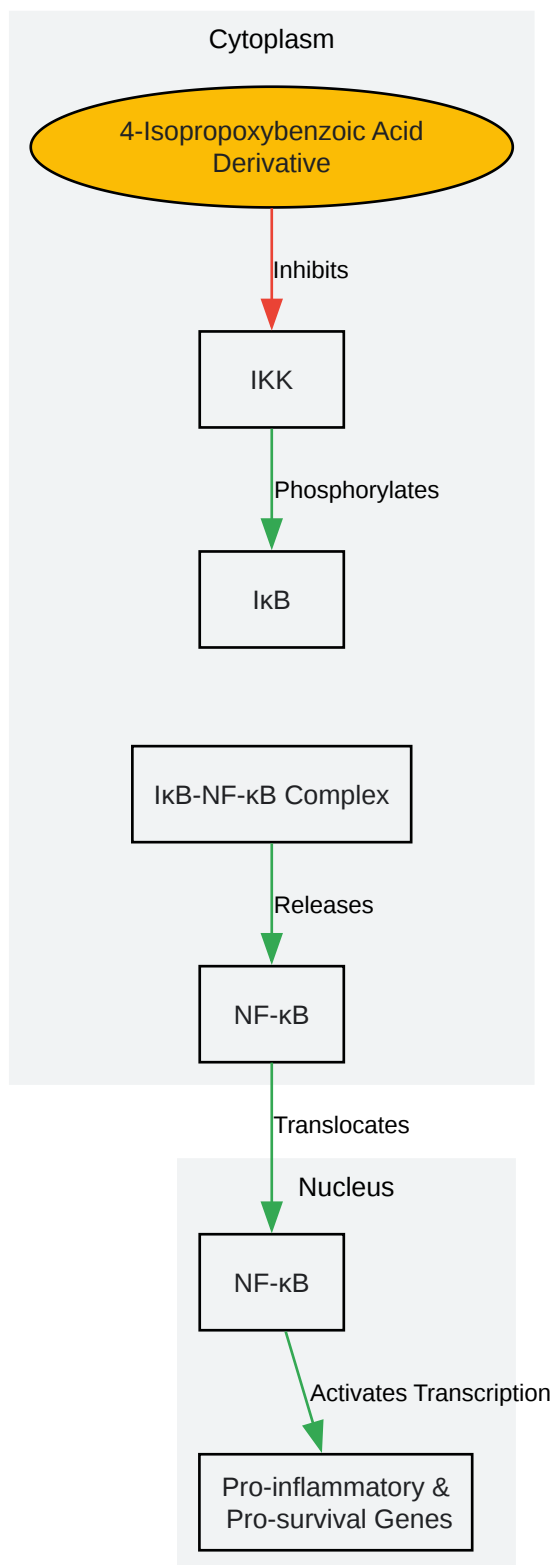 Cytoplasm
4-Isopropoxybenzoic Acid
Derivative
Inhibits
IKK
Phosphorylates
IκB
IκB-NF-κB Complex
Releases
NF-κB
Translocates
Nucleus
NF-κB
Activates Transcription
Pro-inflammatory &
Pro-survival Genes